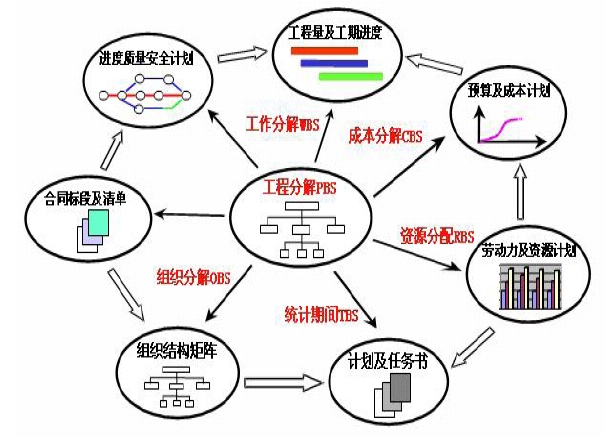 工程量及工期进度
进度质量安全计划
预算及成本计划
工作分解WBS
成本分解CBS
工程分解PBS
合同标段及清单
资源分配RBS
劳动力及资源计划
组织分解OBS
统计期间TBS
组织结构矩阵
计划及任务书